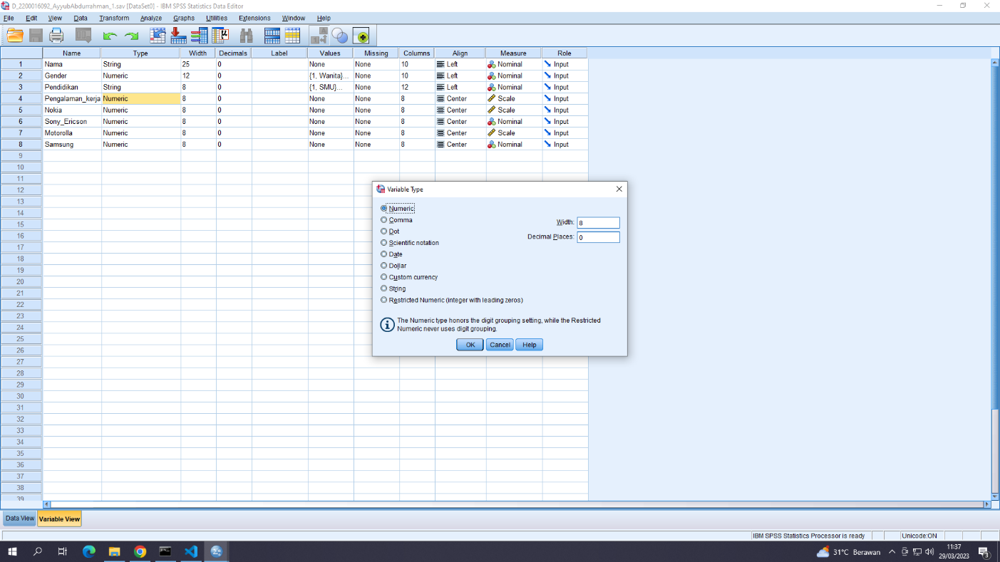 D_2200016092_AyyubAbdurrahman_1.sav [DataSet0] - IBM SPSS Statistics Data Editor
File Edit View Data Transform Analyze Graphs Utilities Extensions Window Help
Name Type Width Decimals Label Values Missing Columns Align Measure Role
1 Nama String 25 0 None None 10 Left Nominal Input
2 Gender Numeric 12 0 {1, Wanita}... None 10 Left Nominal Input
3 Pendidikan String 8 0 {1, SMU}... None 12 Left Nominal Input
4 Pengalaman_kerja Numeric 8 0 None None 8 Center Scale Input
5 Nokia Numeric 8 0 None None 8 Center Scale Input
6 Sony_Ericson Numeric 8 0 None None 8 Center Nominal Input
7 Motorolla Numeric 8 0 None None 8 Center Scale Input
8 Samsung Numeric 8 0 None None 8 Center Nominal Input
9
10
11
12
13
14
15
16
17
18
19
20
21
22
23
24
25
26
27
28
29
30
31
32
33
34
35
36
37
38
39
Variable Type
Numeric
Comma
Dot
Scientific notation
Date
Dollar
Custom currency
String
Restricted Numeric (integer with leading zeros)
Width: 8
Decimal Places: 0
The Numeric type honors the digit grouping setting, while the Restricted
Numeric never uses digit grouping.
OK Cancel Help
Data View Variable View
IBM SPSS Statistics Processor is ready Unicode:ON
31°C Berawan
11:37
29/03/2023
3